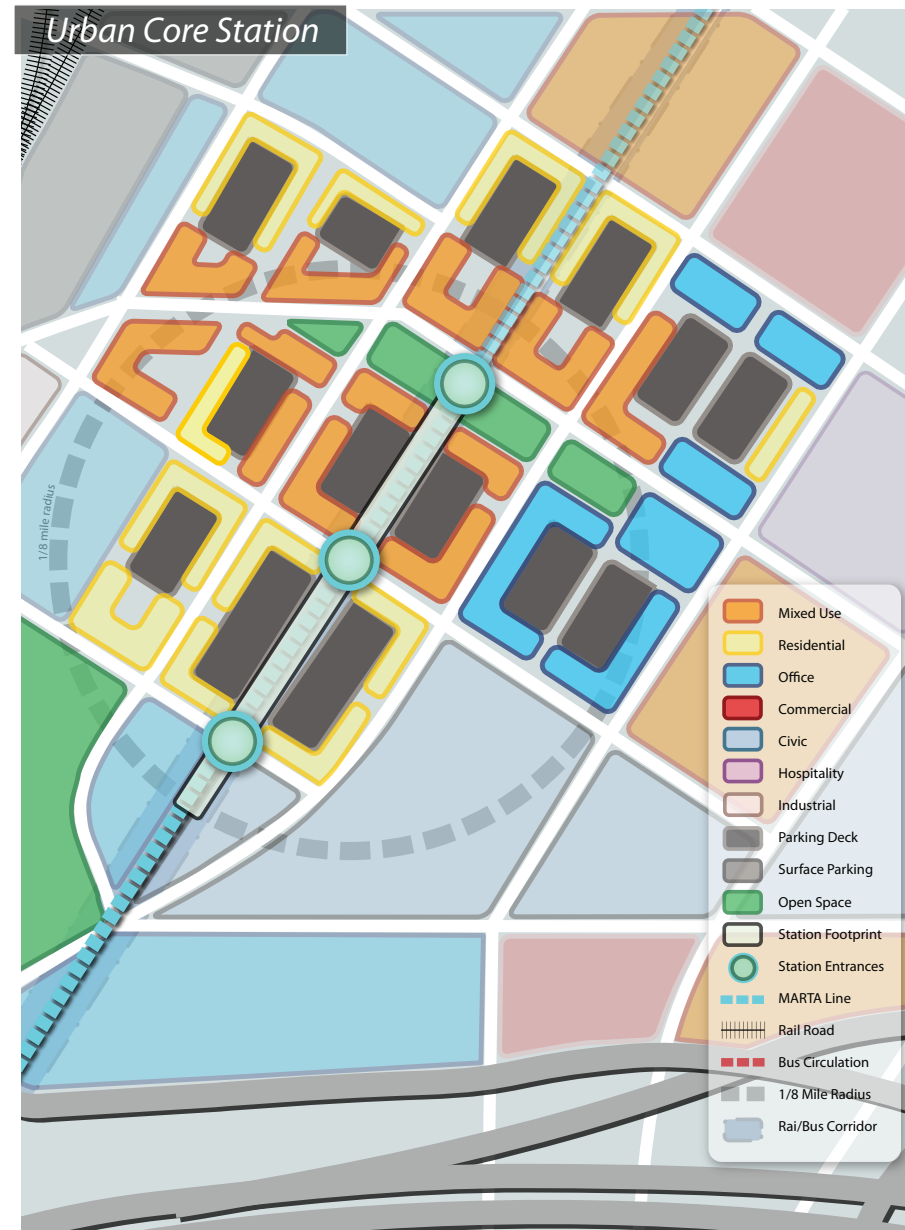 Urban Core Station
1/8 mile radius
Mixed Use
Residential
Office
Commercial
Civic
Hospitality
Industrial
Parking Deck
Surface Parking
Open Space
Station Footprint
Station Entrances
MARTA Line
Rail Road
Bus Circulation
1/8 Mile Radius
Rai/Bus Corridor